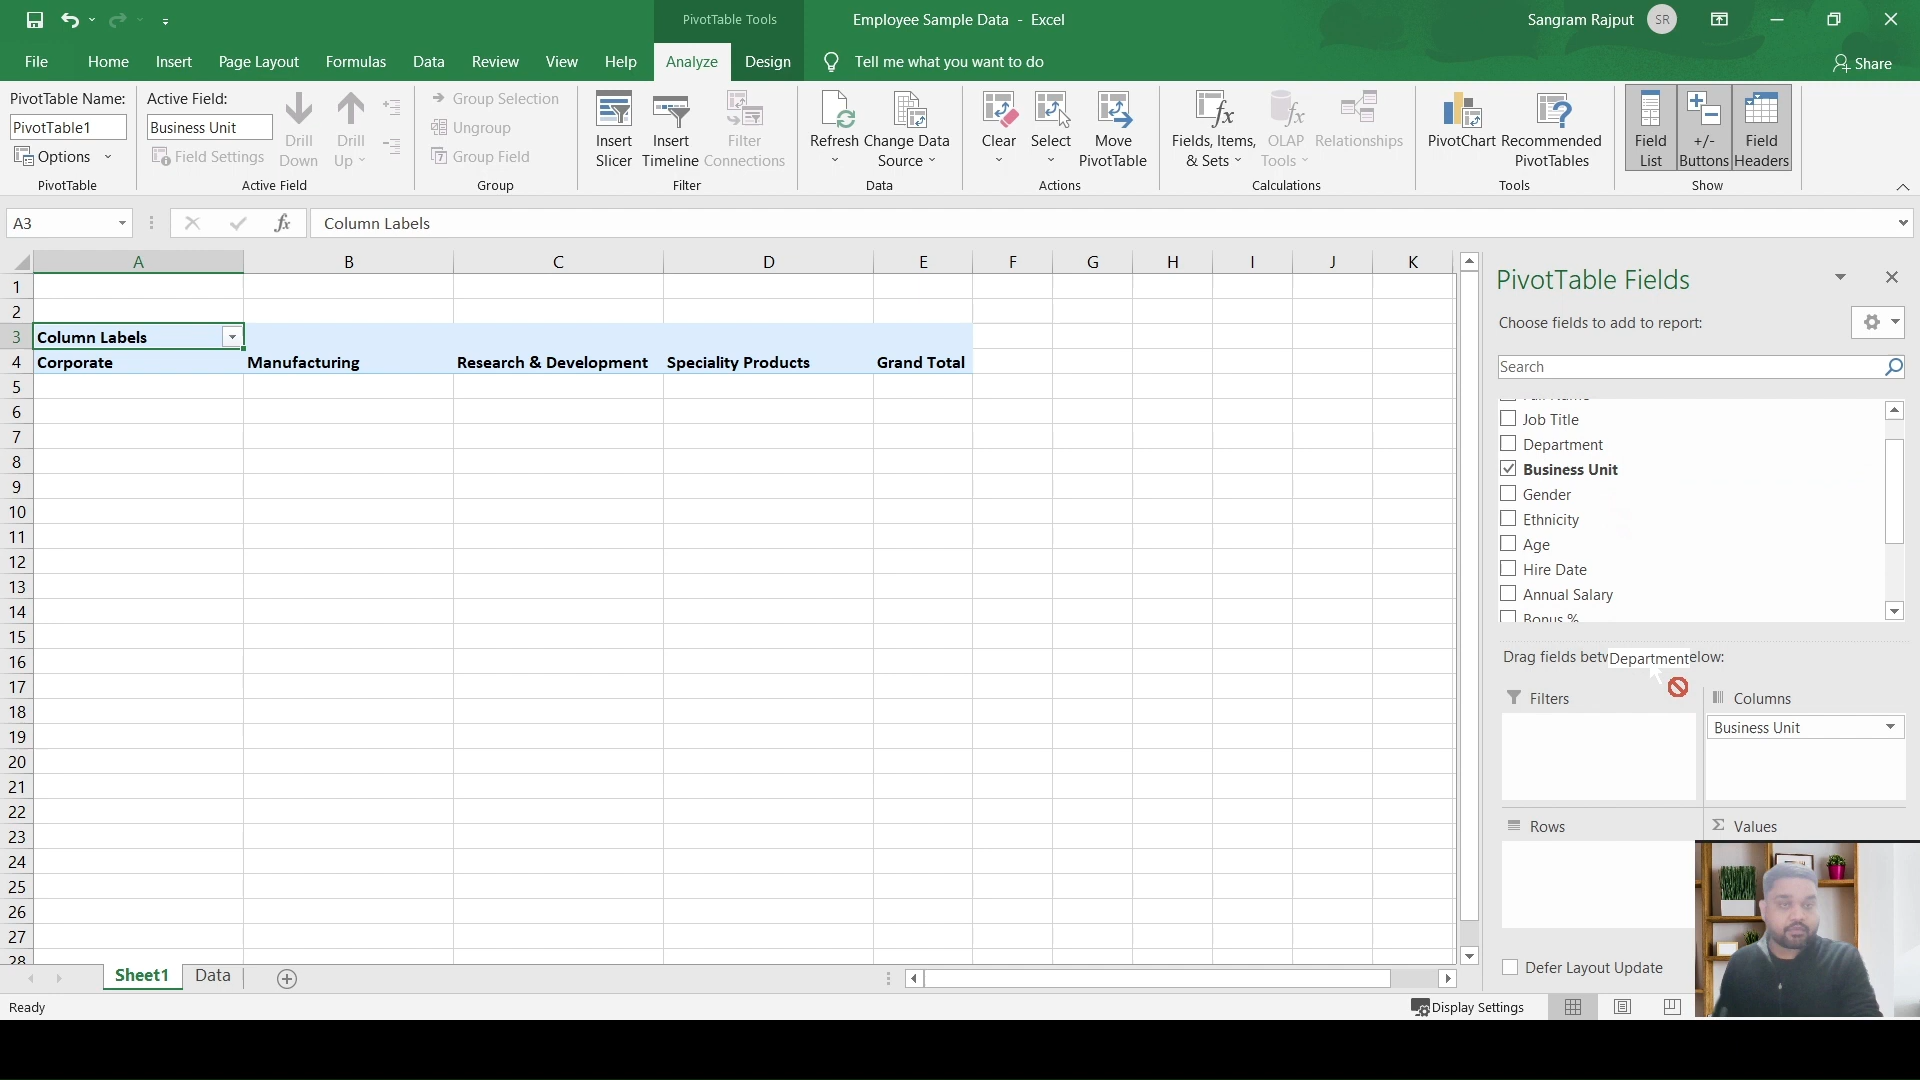 PivotTable Tools
Employee Sample Data - Excel
Sangram Rajput
SR
File
Home
Insert
Page Layout
Formulas
Data
Review
View
Help
Analyze
Design
Tell me what you want to do
Share
PivotTable Name:
PivotTable1
Options
PivotTable
Active Field:
Business Unit
Field Settings
Drill Down
Drill Up
Active Field
Group Selection
Ungroup
Group Field
Group
Insert Slicer
Insert Timeline
Filter Connections
Filter
Refresh
Change Data Source
Data
Clear
Select
Move PivotTable
Actions
Fields, Items, & Sets
OLAP Tools
Relationships
Calculations
PivotChart
Recommended PivotTables
Tools
Field List
+/- Buttons
Field Headers
Show
A3
fx
Column Labels
A B C D E F G H I J K
1
2
3 Column Labels
4 Corporate Manufacturing Research & Development Speciality Products Grand Total
5
6
7
8
9
10
11
12
13
14
15
16
17
18
19
20
21
22
23
24
25
26
27
28
PivotTable Fields
Choose fields to add to report:
Search
Full Name
Job Title
Department
Business Unit
Gender
Ethnicity
Age
Hire Date
Annual Salary
Bonus %
Drag fields betw Department elow:
Filters
Columns
Business Unit
Rows
Σ Values
Defer Layout Update
Sheet1
Data
Ready
Display Settings